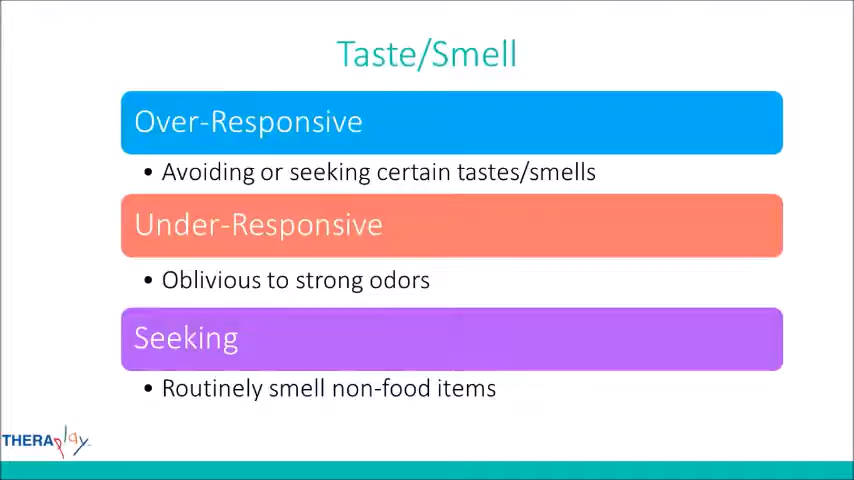 Taste/Smell
Over-Responsive
• Avoiding or seeking certain tastes/smells
Under-Responsive
• Oblivious to strong odors
Seeking
• Routinely smell non-food items
THERAplay